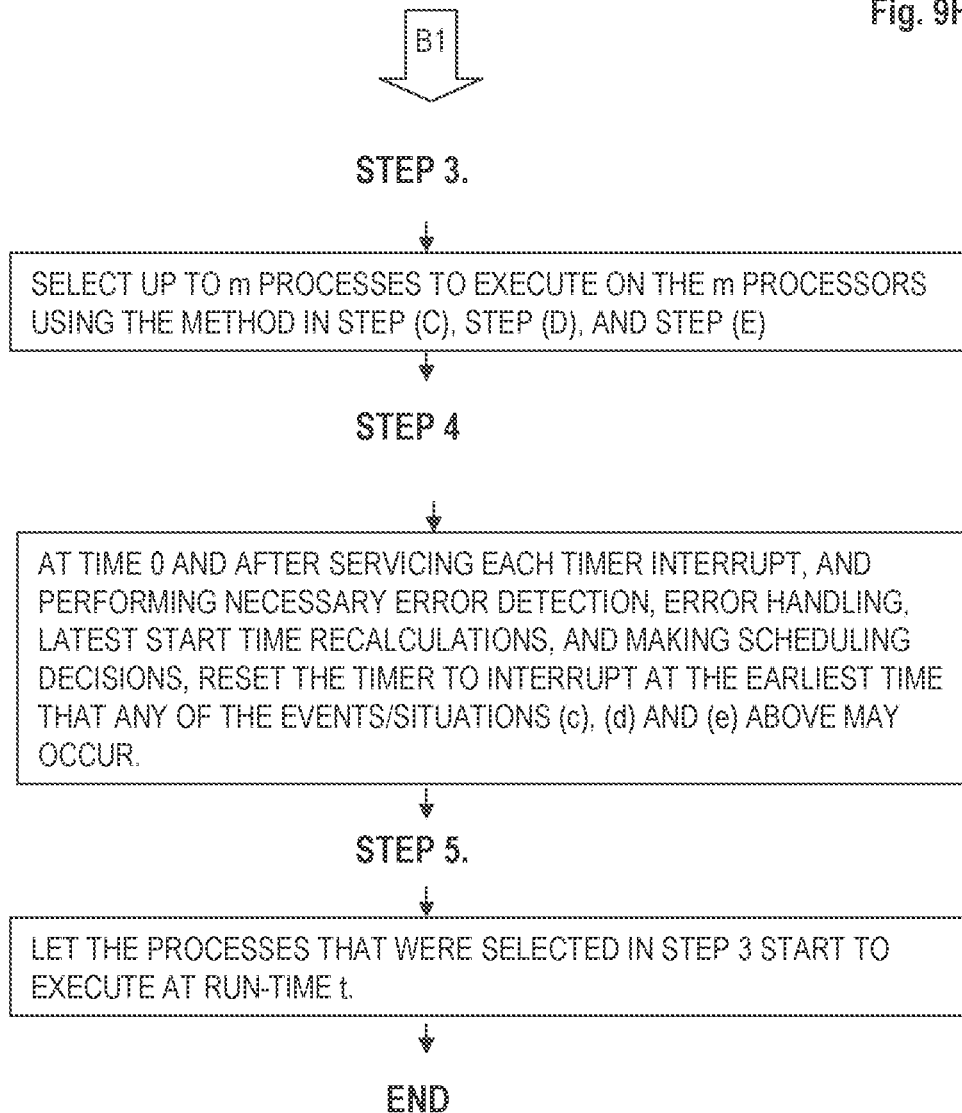 Fig. 9H
B1
STEP 3.
SELECT UP TO m PROCESSES TO EXECUTE ON THE m PROCESSORS
USING THE METHOD IN STEP (C), STEP (D), AND STEP (E)
STEP 4
AT TIME 0 AND AFTER SERVICING EACH TIMER INTERRUPT, AND
PERFORMING NECESSARY ERROR DETECTION, ERROR HANDLING,
LATEST START TIME RECALCULATIONS, AND MAKING SCHEDULING
DECISIONS, RESET THE TIMER TO INTERRUPT AT THE EARLIEST TIME
THAT ANY OF THE EVENTS/SITUATIONS (c), (d) AND (e) ABOVE MAY
OCCUR.
STEP 5.
LET THE PROCESSES THAT WERE SELECTED IN STEP 3 START TO
EXECUTE AT RUN-TIME t.
END